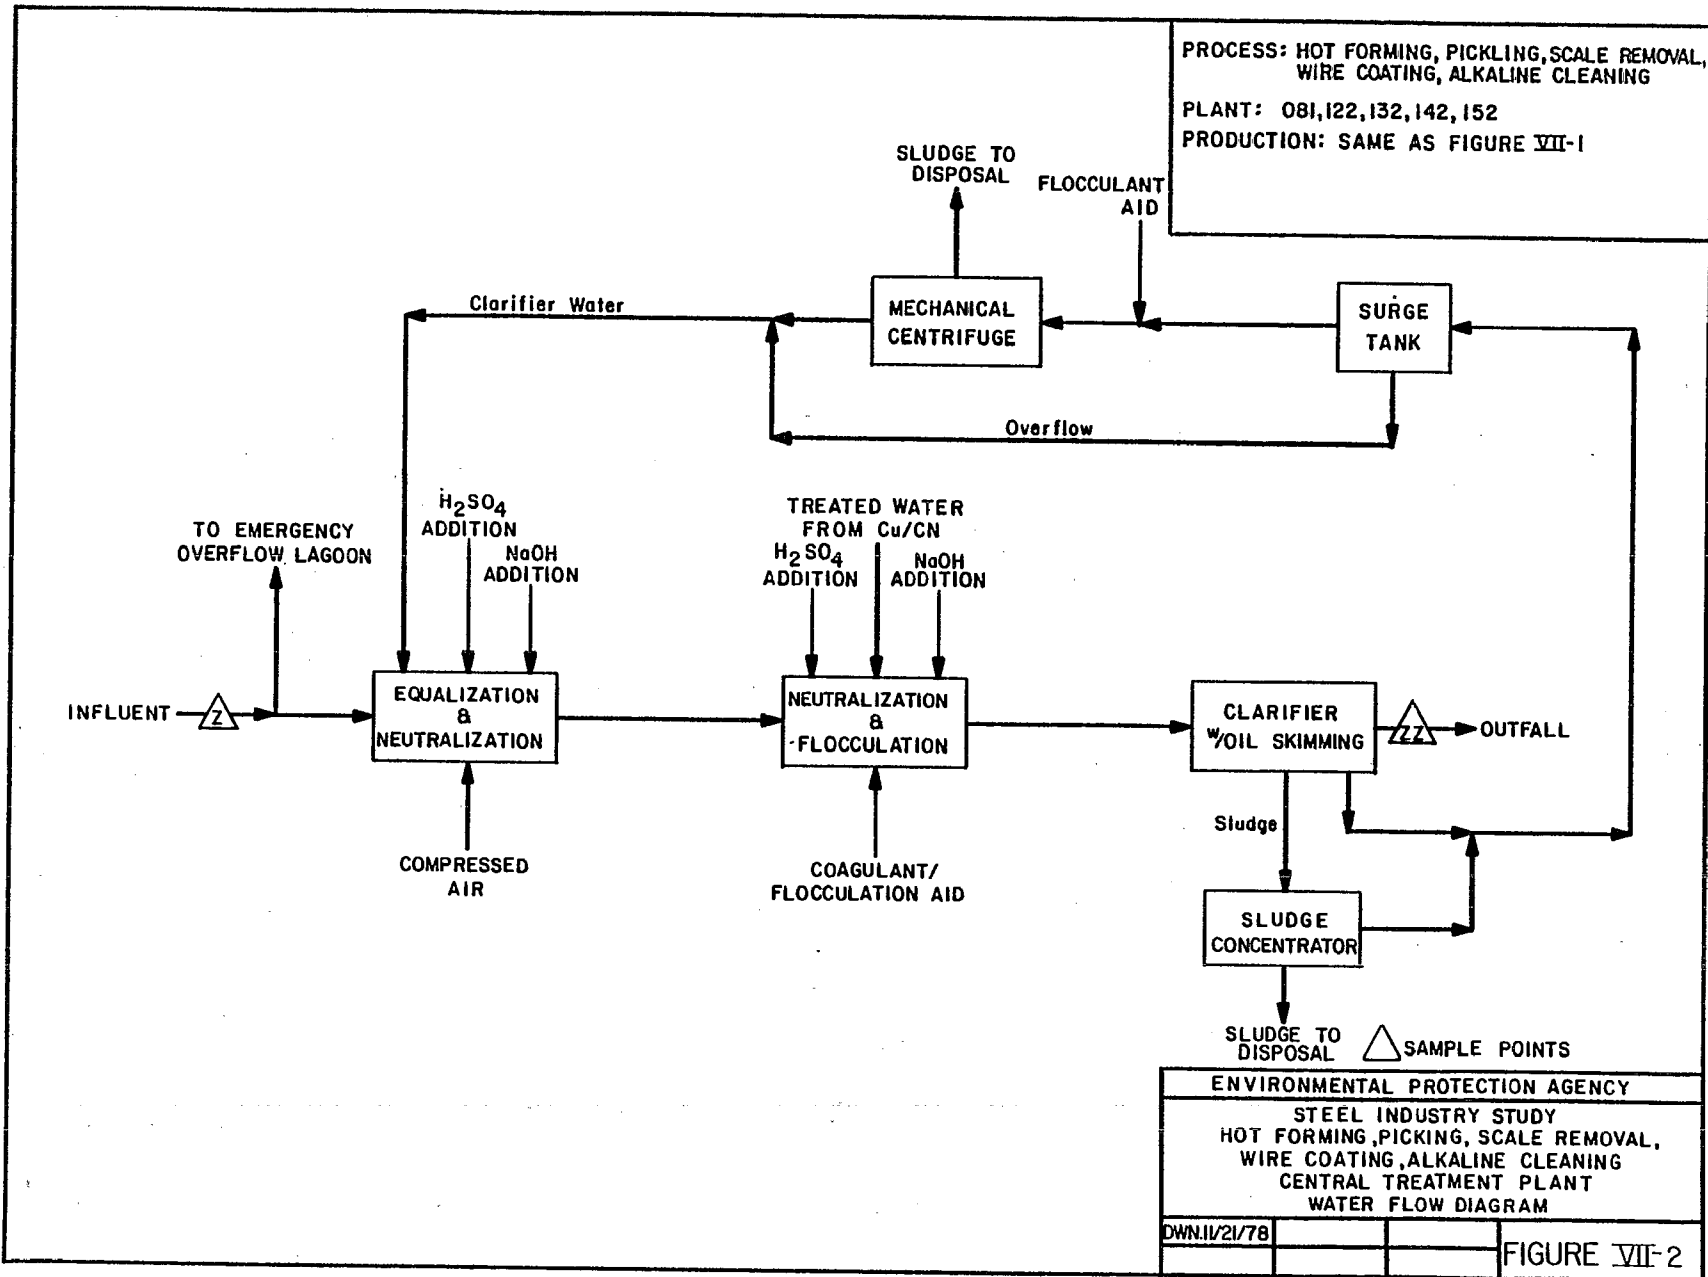 PROCESS: HOT FORMING, PICKLING, SCALE REMOVAL,
WIRE COATING, ALKALINE CLEANING
PLANT: 081,122,132,142,152
PRODUCTION: SAME AS FIGURE VII-1
SLUDGE TO
DISPOSAL
FLOCCULANT
AID
Clarifier Water
MECHANICAL
CENTRIFUGE
SURGE
TANK
Overflow
TO EMERGENCY
OVERFLOW LAGOON
H2SO4
ADDITION
NaOH
ADDITION
TREATED WATER
FROM Cu/CN
H2SO4
ADDITION
NaOH
ADDITION
INFLUENT
Z
EQUALIZATION
&
NEUTRALIZATION
NEUTRALIZATION
&
FLOCCULATION
CLARIFIER
W/OIL SKIMMING
ZZ
OUTFALL
Sludge
COMPRESSED
AIR
COAGULANT/
FLOCCULATION AID
SLUDGE
CONCENTRATOR
SLUDGE TO
DISPOSAL
SAMPLE POINTS
ENVIRONMENTAL PROTECTION AGENCY
STEEL INDUSTRY STUDY
HOT FORMING, PICKING, SCALE REMOVAL,
WIRE COATING, ALKALINE CLEANING
CENTRAL TREATMENT PLANT
WATER FLOW DIAGRAM
DWN.11/21/78
FIGURE VII-2